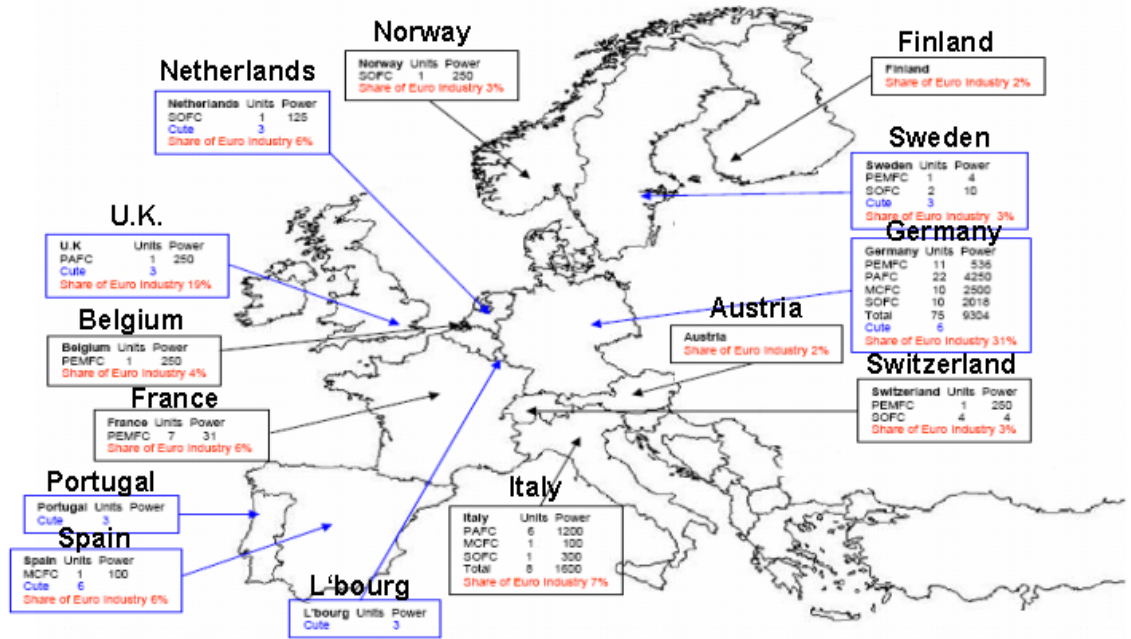 Norway
Norway Units Power
SOFC 1 250
Share of Euro Industry 3%
Finland
Finland
Share of Euro Industry 2%
Netherlands
Netherlands Units Power
SOFC 1 125
Cute 3
Share of Euro Industry 6%
Sweden
Sweden Units Power
PEMFC 1 4
SOFC 2 10
Cute 3
Share of Euro Industry 3%
U.K.
U.K Units Power
PAFC 1 250
Cute 3
Share of Euro Industry 19%
Germany
Germany Units Power
PEMFC 11 536
PAFC 22 4250
MCFC 10 2500
SOFC 10 2018
Total 75 9304
Cute 6
Share of Euro Industry 31%
Belgium
Belgium Units Power
PEMFC 1 250
Share of Euro Industry 4%
Austria
Austria
Share of Euro Industry 2%
Switzerland
Switzerland Units Power
PEMFC 1 250
SOFC 4 4
Share of Euro Industry 3%
France
France Units Power
PEMFC 7 31
Share of Euro Industry 6%
Portugal
Portugal Units Power
Cute 3
Italy
Italy Units Power
PAFC 6 1200
MCFC 1 100
SOFC 1 300
Total 8 1600
Share of Euro Industry 7%
Spain
Spain Units Power
MCFC 1 100
Cute 6
Share of Euro Industry 6%
L'bourg
L'bourg Units Power
Cute 3